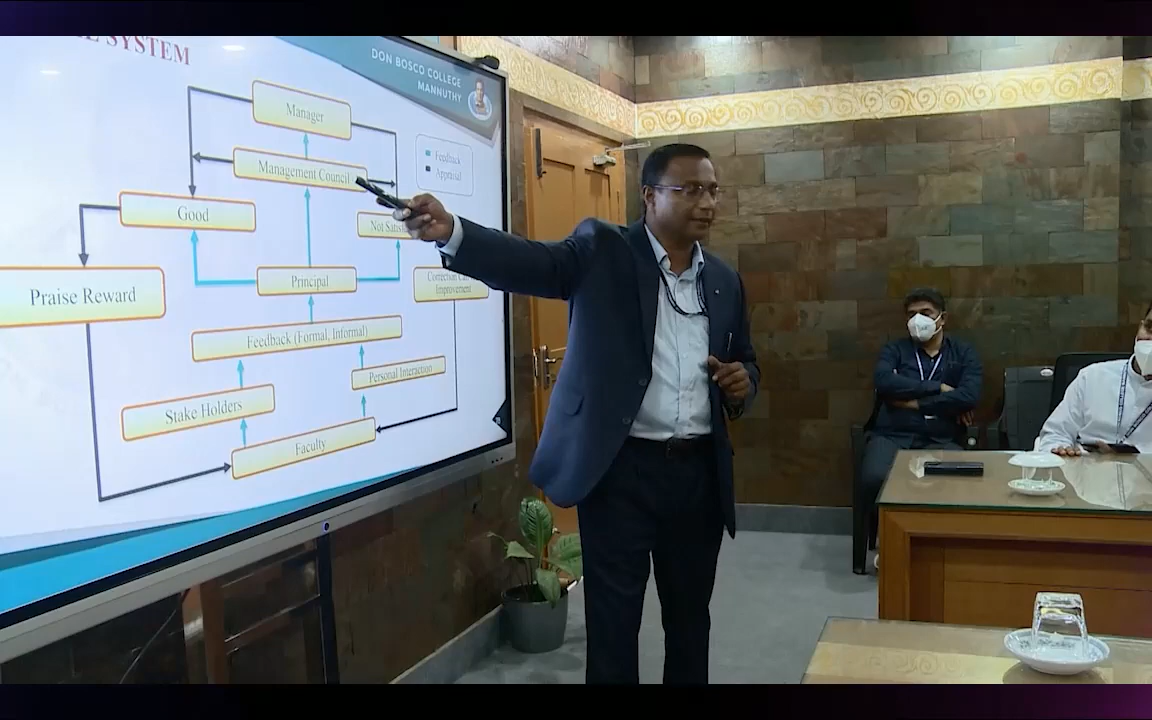 SYSTEM
DON BOSCO COLLEGE
MANNUTHY
Manager
Management Council
Feedback
Appraisal
Good
Not
Principal
Praise Reward
Improvement
Feedback (Formal, Informal)
Personal Interaction
Stake Holders
Faculty